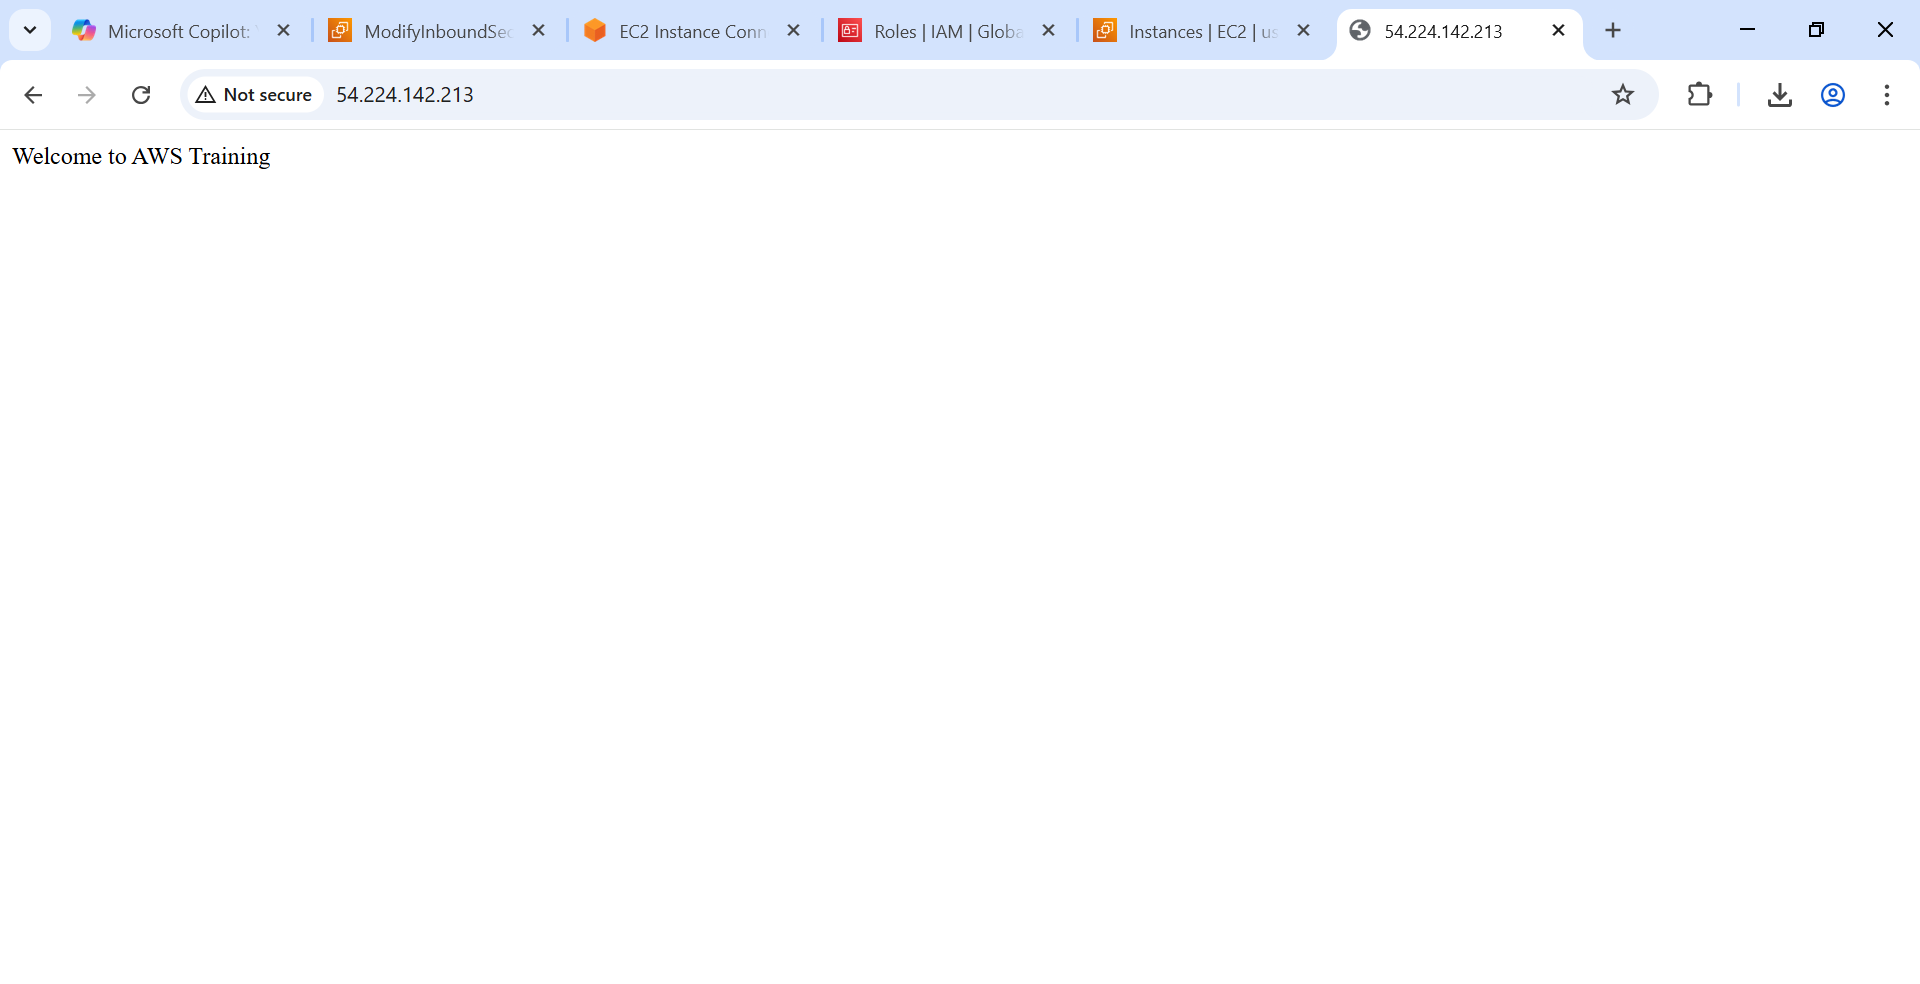 Microsoft Copilot:
ModifyInboundSec
EC2 Instance Conn
Roles | IAM | Globa
Instances | EC2 | us
54.224.142.213
Not secure
54.224.142.213
Welcome to AWS Training